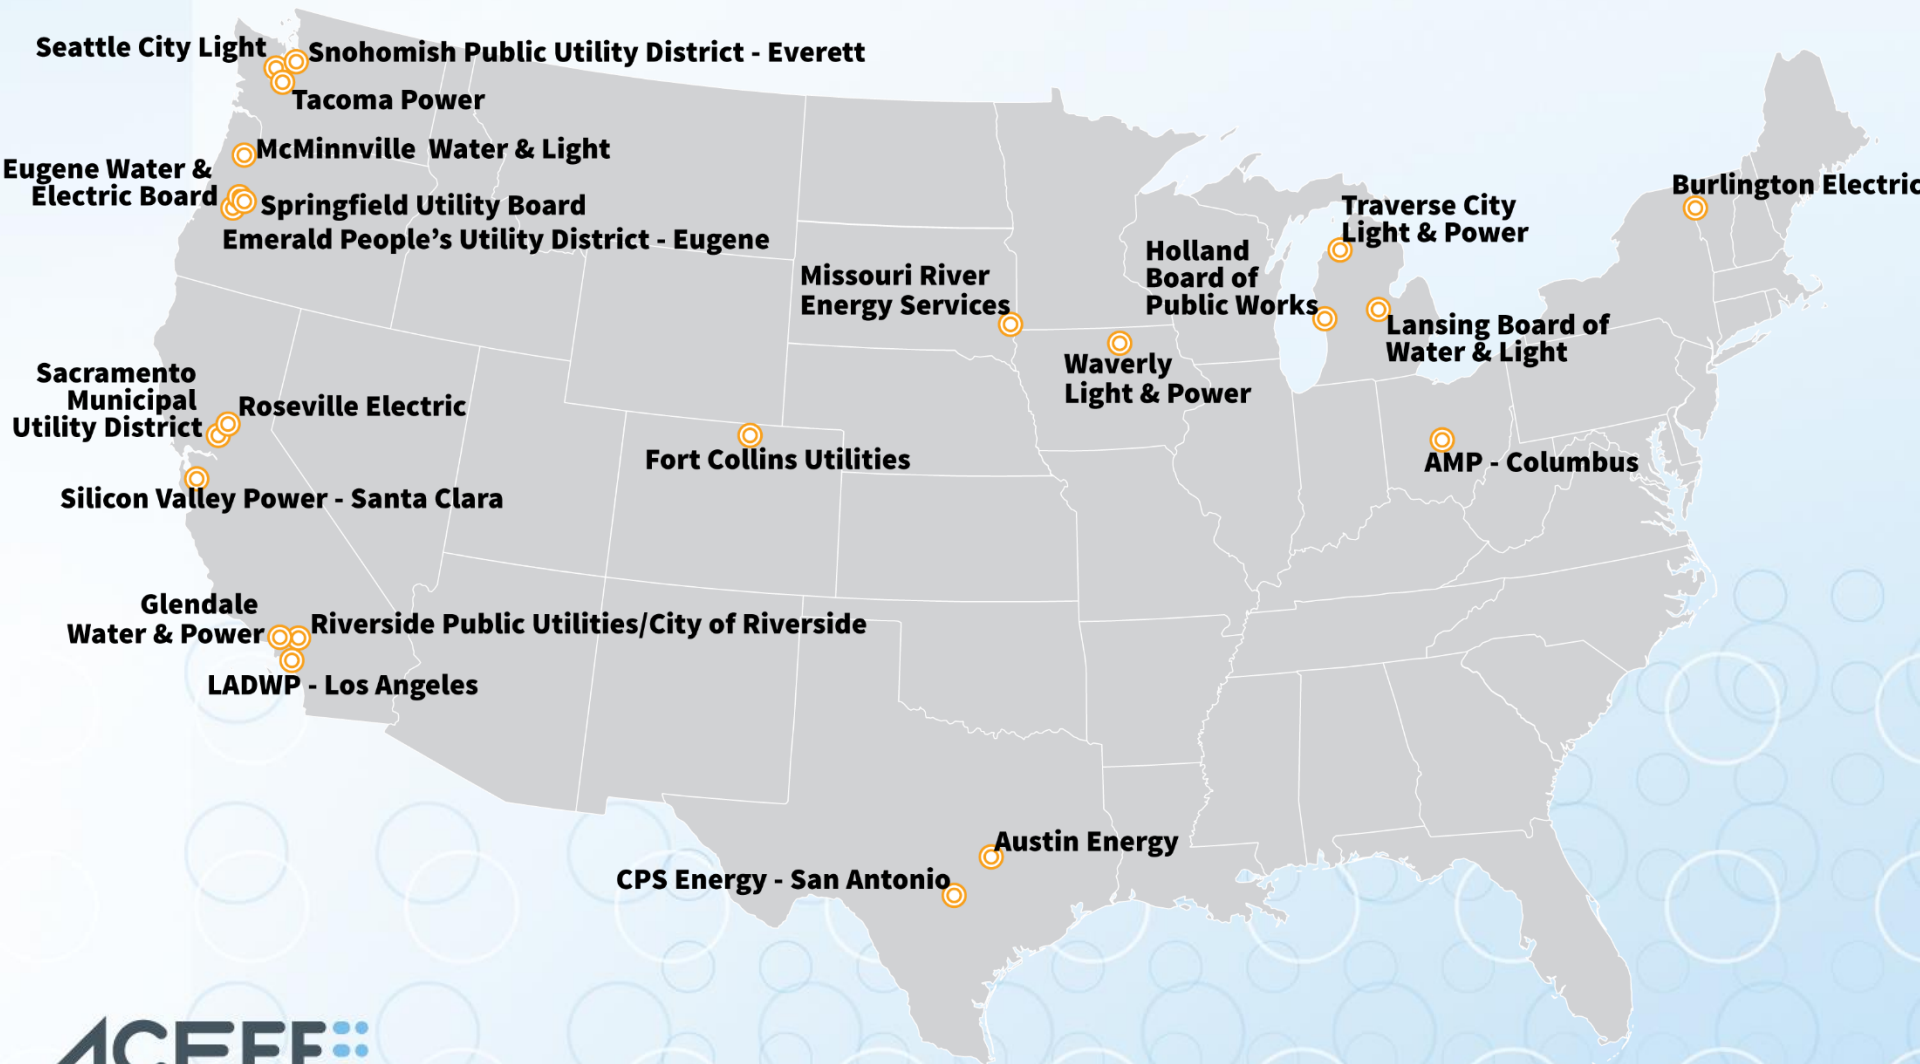 Seattle City Light
Snohomish Public Utility District - Everett
Tacoma Power
McMinnville Water & Light
Eugene Water &
Electric Board
Springfield Utility Board
Emerald People’s Utility District - Eugene
Missouri River
Energy Services
Holland
Board of
Public Works
Traverse City
Light & Power
Burlington Electric
Lansing Board of
Water & Light
Waverly
Light & Power
Sacramento
Municipal
Utility District
Roseville Electric
Fort Collins Utilities
AMP - Columbus
Silicon Valley Power - Santa Clara
Glendale
Water & Power
Riverside Public Utilities/City of Riverside
LADWP - Los Angeles
Austin Energy
CPS Energy - San Antonio
ACEEE